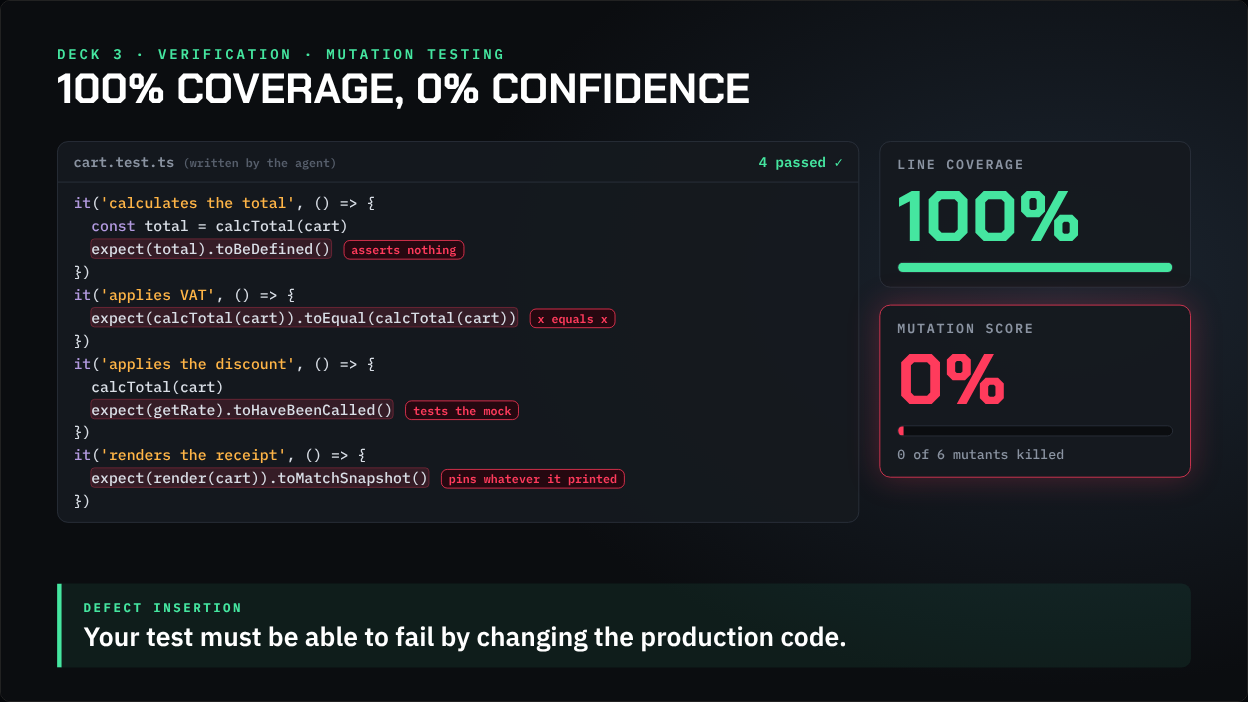 DECK 3 · VERIFICATION · MUTATION TESTING
100% COVERAGE, 0% CONFIDENCE
cart.test.ts (written by the agent) 4 passed ✓
it('calculates the total', () => {
const total = calcTotal(cart)
expect(total).toBeDefined() asserts nothing
})
it('applies VAT', () => {
expect(calcTotal(cart)).toEqual(calcTotal(cart)) x equals x
})
it('applies the discount', () => {
calcTotal(cart)
expect(getRate).toHaveBeenCalled() tests the mock
})
it('renders the receipt', () => {
expect(render(cart)).toMatchSnapshot() pins whatever it printed
})
LINE COVERAGE
100%
MUTATION SCORE
0%
0 of 6 mutants killed
DEFECT INSERTION
Your test must be able to fail by changing the production code.